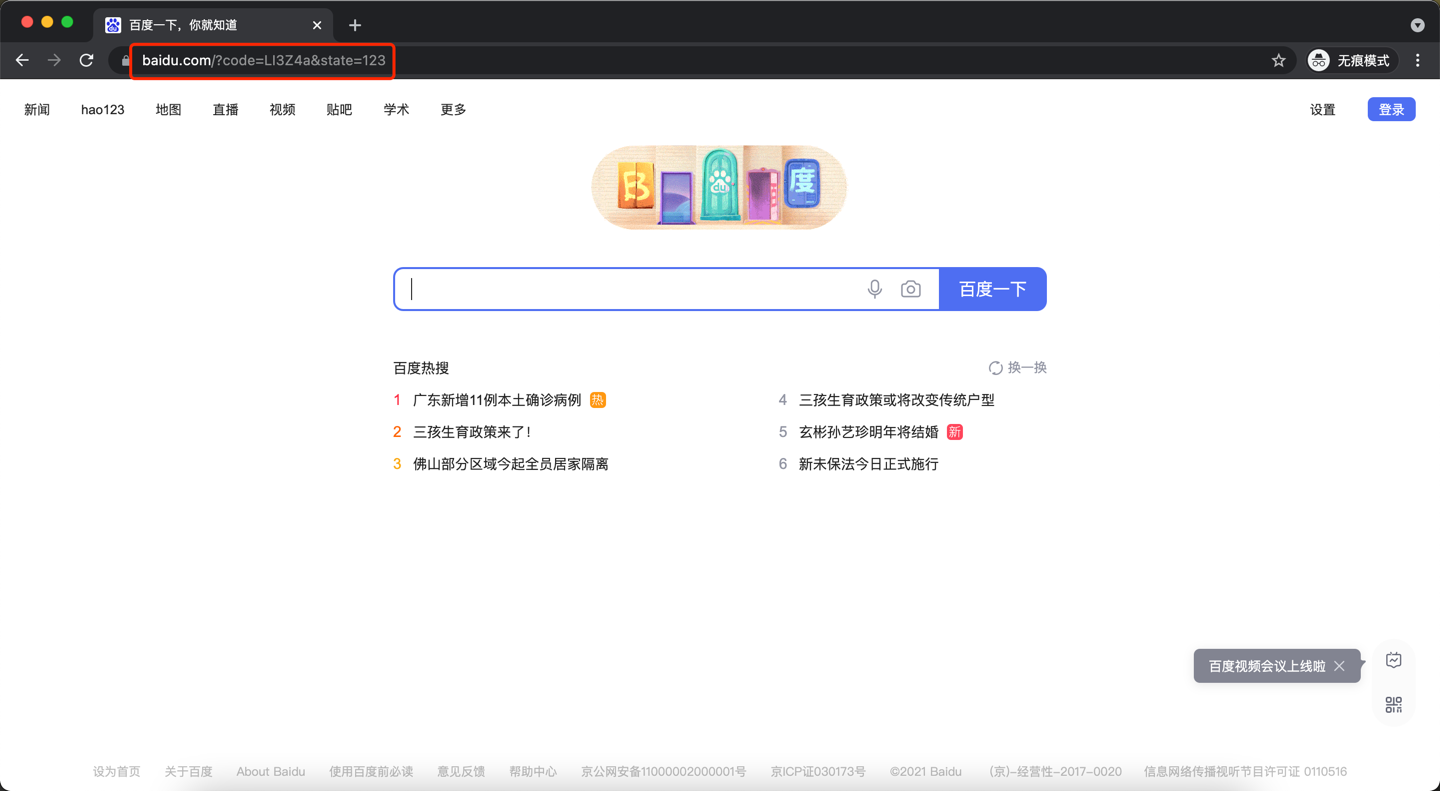 百度一下，你就知道
baidu.com/?code=LI3Z4a&state=123
无痕模式
新闻 hao123 地图 直播 视频 贴吧 学术 更多 设置 登录
B du 度
百度一下
百度热搜 换一换
1 广东新增11例本土确诊病例 热
2 三孩生育政策来了！
3 佛山部分区域今起全员居家隔离
4 三孩生育政策或将改变传统户型
5 玄彬孙艺珍明年将结婚 新
6 新未保法今日正式施行
百度视频会议上线啦
设为首页 关于百度 About Baidu 使用百度前必读 意见反馈 帮助中心 京公网安备11000002000001号 京ICP证030173号 ©2021 Baidu (京)-经营性-2017-0020 信息网络传播视听节目许可证 0110516